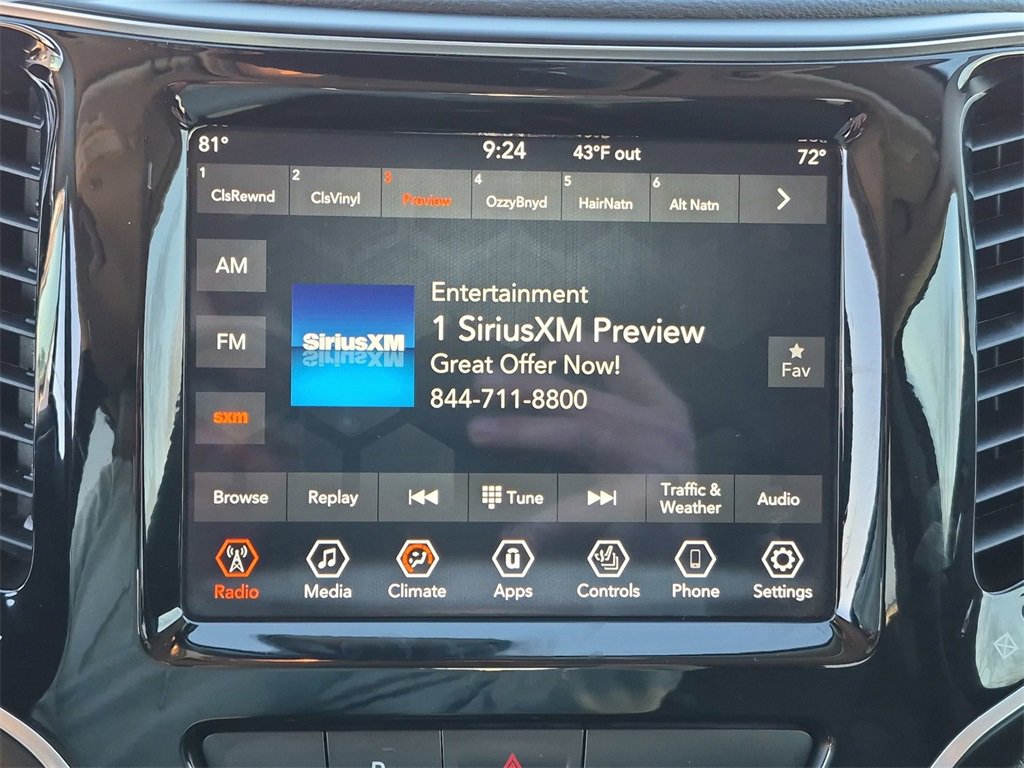 81° 9:24 43°F out 72°
1 ClsRewnd 2 ClsVinyl 3 Preview 4 OzzyBnyd 5 HairNatn 6 Alt Natn
AM
FM
sxm
SiriusXM
Entertainment
1 SiriusXM Preview
Great Offer Now!
844-711-8800
Fav
Browse Replay Tune Traffic & Weather Audio
Radio Media Climate Apps Controls Phone Settings